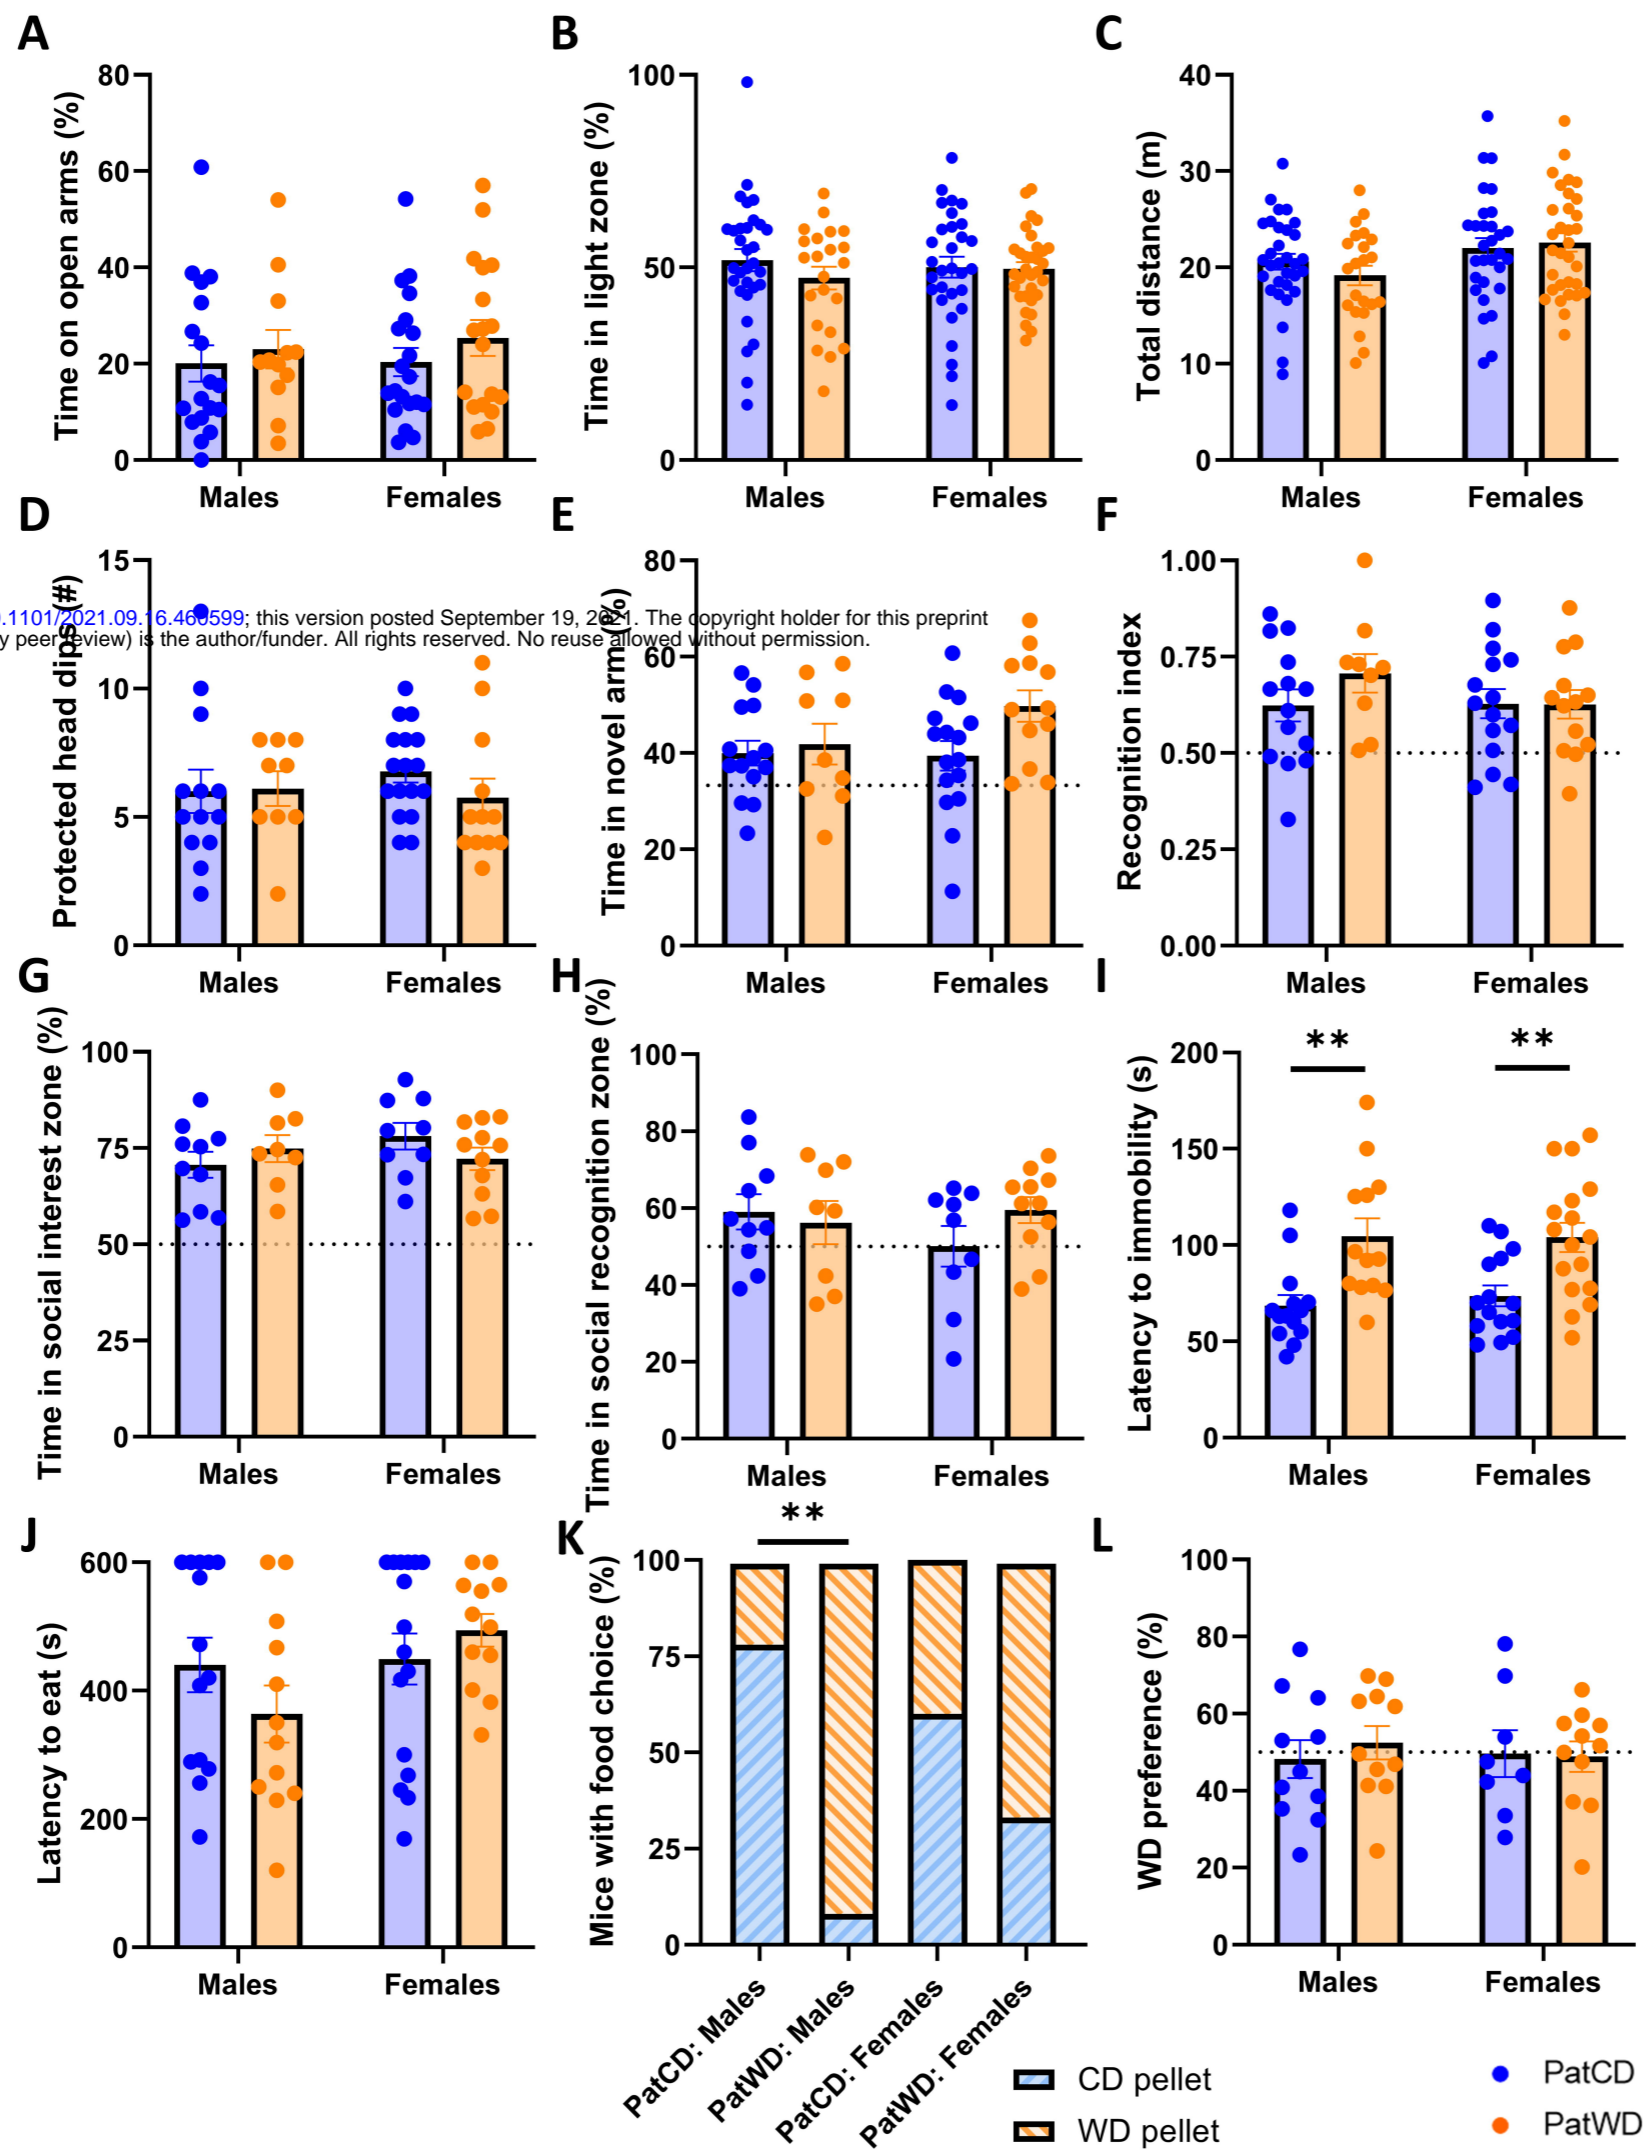 A
Time on open arms (%)
80
60
40
20
0
Males
Females
B
Time in light zone (%)
100
50
0
Males
Females
C
Total distance (m)
40
30
20
10
0
Males
Females
D
Protected head dips (#)
15
10
5
0
Males
Females
.1101/2021.09.16.460599; this version posted September 19, 2021. The copyright holder for this preprint
y peer review) is the author/funder. All rights reserved. No reuse allowed without permission.
E
Time in novel arm (%)
80
60
40
20
0
Males
Females
F
Recognition index
1.00
0.75
0.50
0.25
0.00
Males
Females
G
Time in social interest zone (%)
100
75
50
25
0
Males
Females
H
Time in social recognition zone (%)
100
80
60
40
20
0
Males
Females
I
Latency to immobility (s)
200
150
100
50
0
**
**
Males
Females
J
Latency to eat (s)
600
400
200
0
Males
Females
K
Mice with food choice (%)
**
100
75
50
25
0
PatCD: Males
PatWD: Males
PatCD: Females
PatWD: Females
L
WD preference (%)
100
80
60
40
20
0
Males
Females
CD pellet
WD pellet
PatCD
PatWD